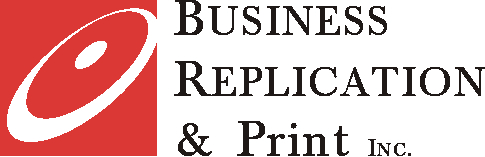 BUSINESS
REPLICATION
& Print INC.